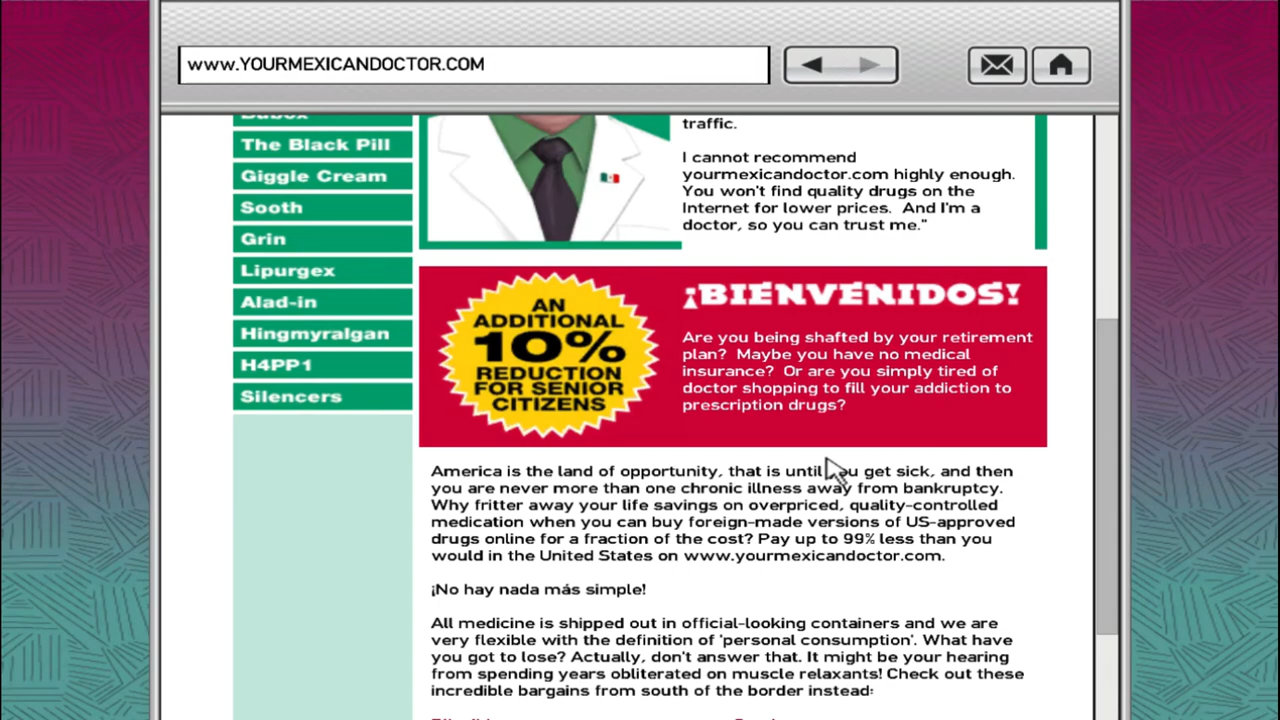 www.YOURMEXICANDOCTOR.COM
The Black Pill
Giggle Cream
Sooth
Grin
Lipurgex
Alad-in
Hingmyralgan
H4PP1
Silencers
traffic.
I cannot recommend
yourmexicandoctor.com highly enough.
You won't find quality drugs on the
Internet for lower prices.  And I'm a
doctor, so you can trust me."
AN
ADDITIONAL
10%
REDUCTION
FOR SENIOR
CITIZENS
¡BIENVENIDOS!
Are you being shafted by your retirement
plan?  Maybe you have no medical
insurance?  Or are you simply tired of
doctor shopping to fill your addiction to
prescription drugs?
America is the land of opportunity, that is until you get sick, and then
you are never more than one chronic illness away from bankruptcy.
Why fritter away your life savings on overpriced, quality-controlled
medication when you can buy foreign-made versions of US-approved
drugs online for a fraction of the cost? Pay up to 99% less than you
would in the United States on www.yourmexicandoctor.com.
¡No hay nada más simple!
All medicine is shipped out in official-looking containers and we are
very flexible with the definition of 'personal consumption'. What have
you got to lose? Actually, don't answer that. It might be your hearing
from spending years obliterated on muscle relaxants! Check out these
incredible bargains from south of the border instead: